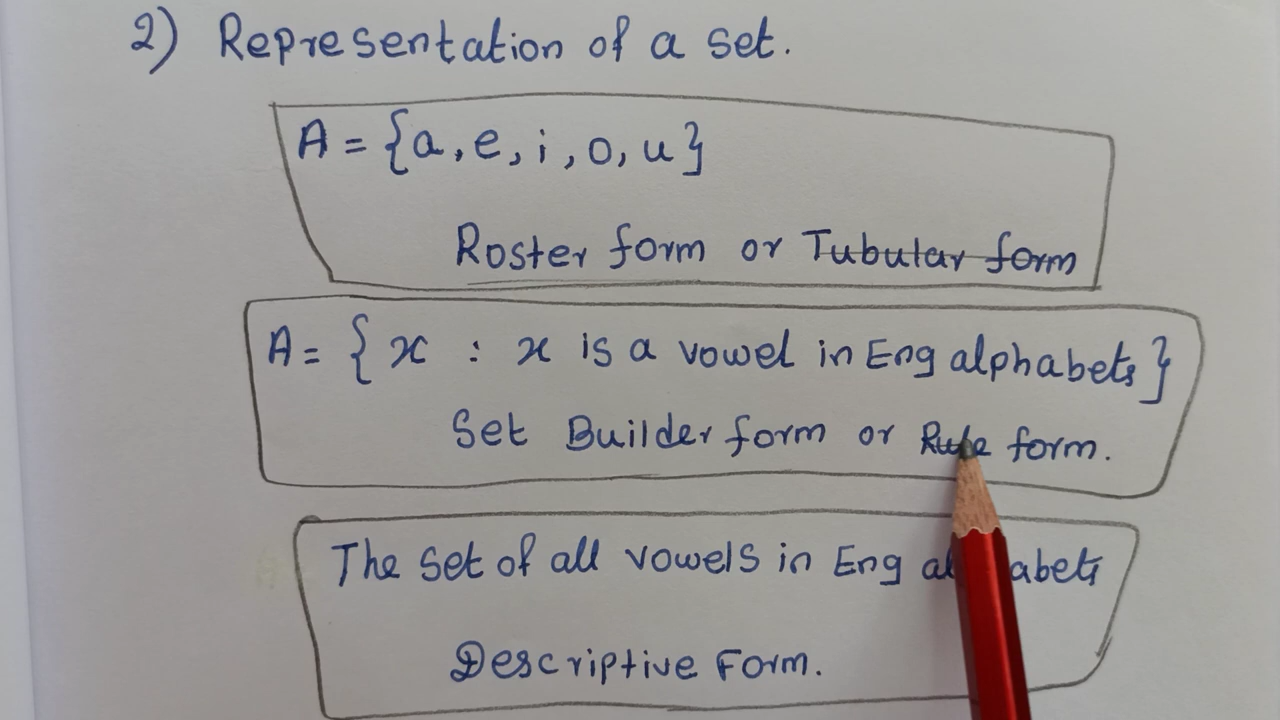 2) Representation of a set.
A = {a, e, i, o, u}
Roster form or Tubular form
A = { x : x is a vowel in Eng alphabets }
Set Builder form or Rule form.
The set of all vowels in Eng alphabets
Descriptive Form.